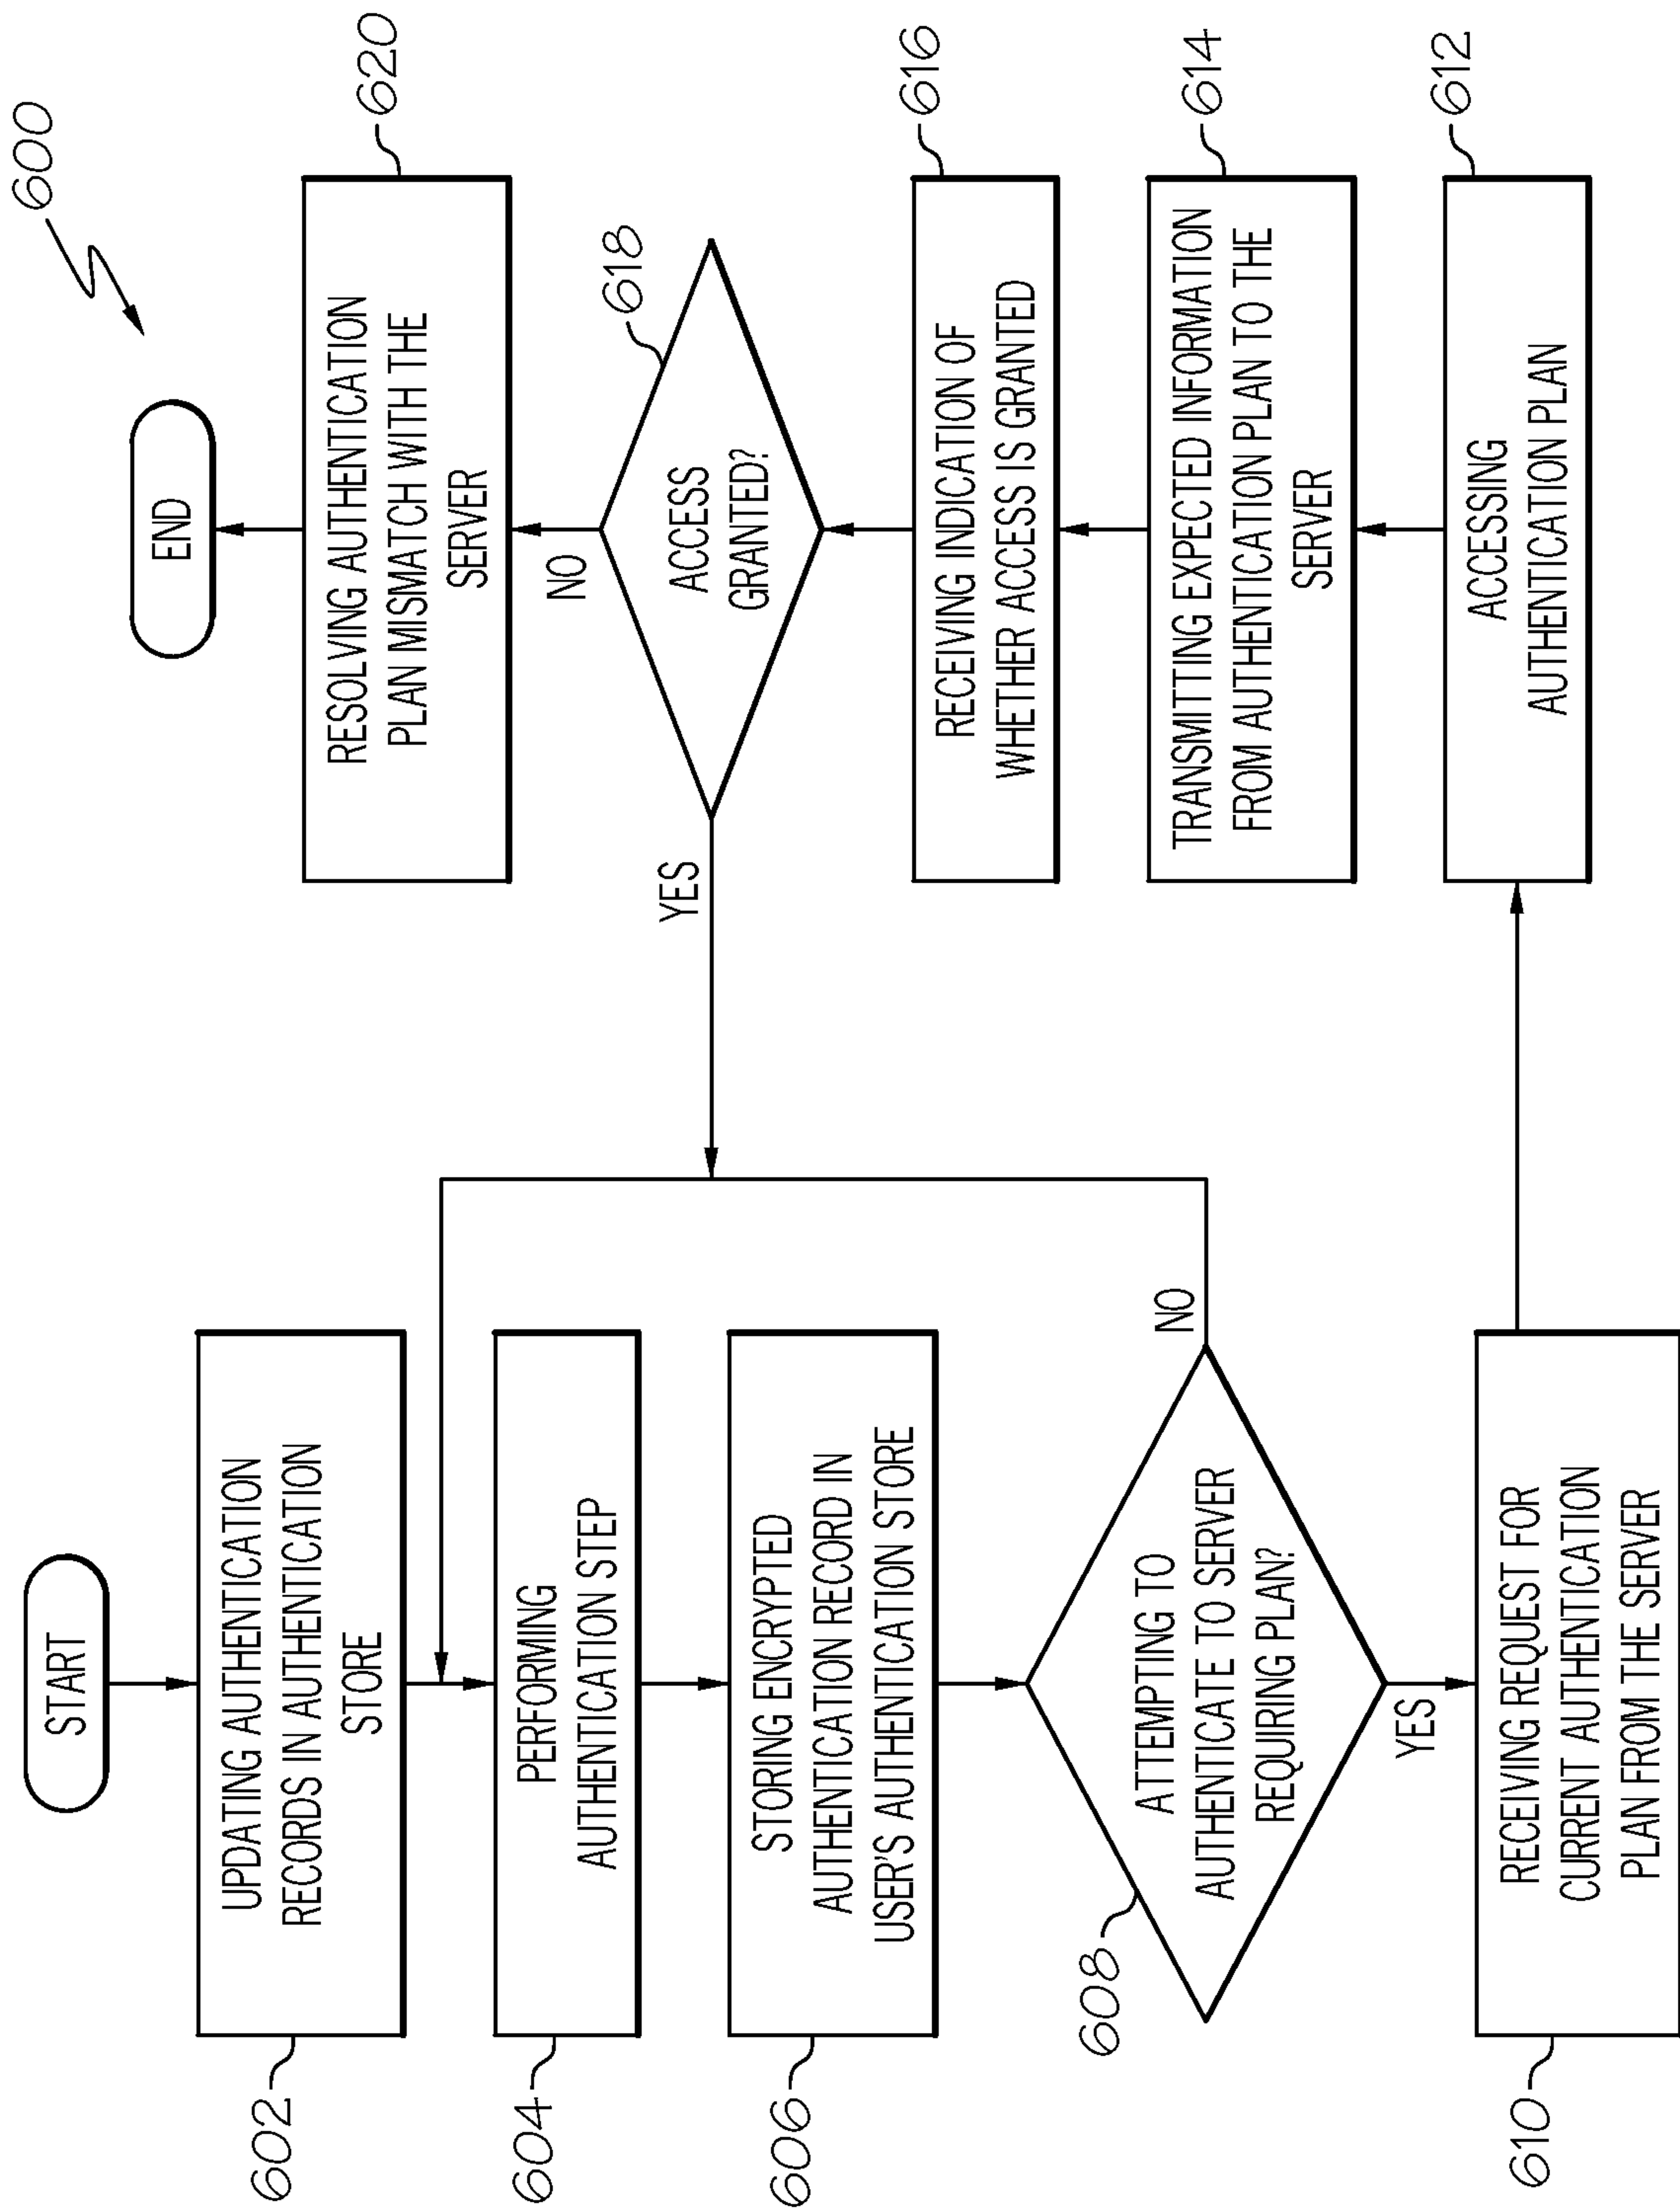 600
START
602
UPDATING AUTHENTICATION
RECORDS IN AUTHENTICATION
STORE
604
PERFORMING
AUTHENTICATION STEP
606
STORING ENCRYPTED
AUTHENTICATION RECORD IN
USER'S AUTHENTICATION STORE
608
ATTEMPTING TO
AUTHENTICATE TO SERVER
REQUIRING PLAN?
NO
YES
610
RECEIVING REQUEST FOR
CURRENT AUTHENTICATION
PLAN FROM THE SERVER
612
ACCESSING
AUTHENTICATION PLAN
614
TRANSMITTING EXPECTED INFORMATION
FROM AUTHENTICATION PLAN TO THE
SERVER
616
RECEIVING INDICATION OF
WHETHER ACCESS IS GRANTED
618
ACCESS
GRANTED?
YES
NO
620
RESOLVING AUTHENTICATION
PLAN MISMATCH WITH THE
SERVER
END